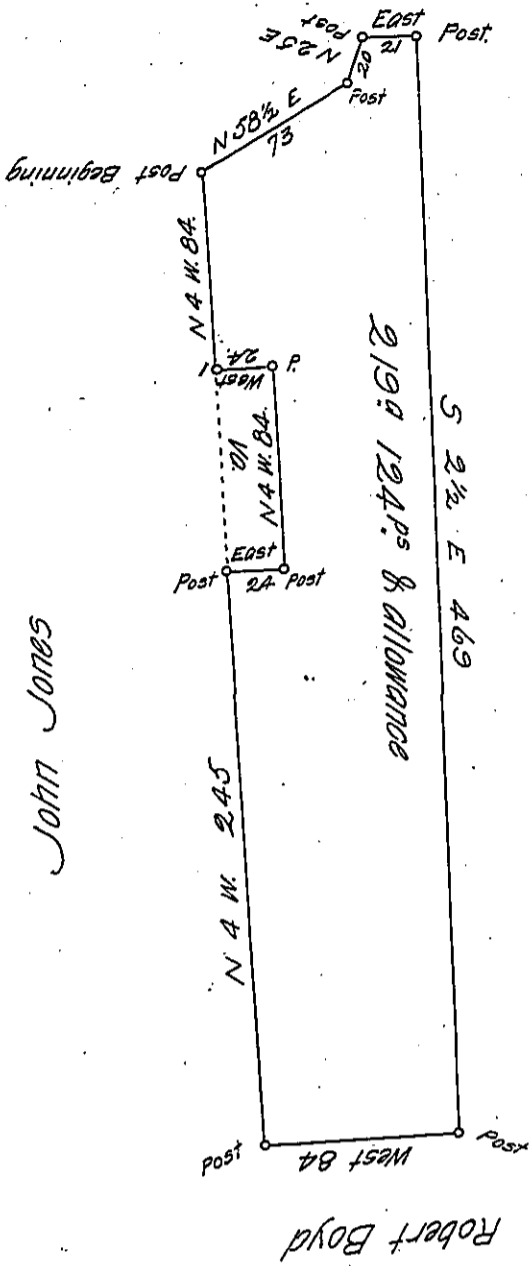 East
21
Post.
N 25 E
20
Post
Post
N 58½ E
73
Post Beginning
N 4 W. 84.
1
24.
West
P.
Va.
N 4 W. 84.
East
24
Post
Post
S 2½ E 469
219a 124ps & allowance
N 4 W. 245
John Jones
Post
West 84
Post
Robert Boyd